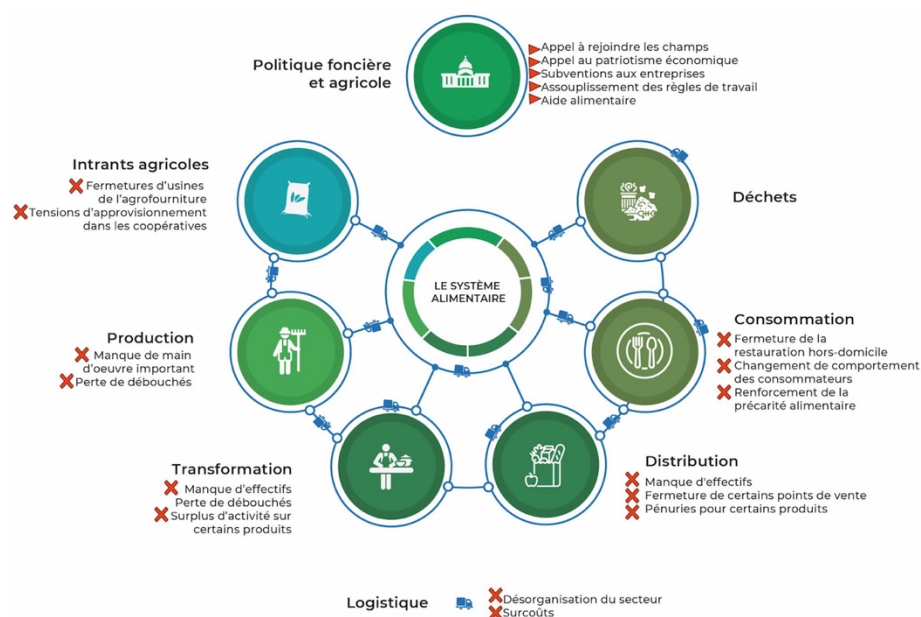 Politique foncière
et agricole
Appel à rejoindre les champs
Appel au patriotisme économique
Subventions aux entreprises
Assouplissement des règles de travail
Aide alimentaire
Intrants agricoles
Fermetures d'usines
de l'agrofourniture
Tensions d'approvisionnement
dans les coopératives
Déchets
LE SYSTÈME
ALIMENTAIRE
Production
Manque de main
d'oeuvre important
Perte de débouchés
Consommation
Fermeture de la
restauration hors-domicile
Changement de comportement
des consommateurs
Renforcement de la
précarité alimentaire
Transformation
Manque d'effectifs
Perte de débouchés
Surplus d'activité sur
certains produits
Distribution
Manque d'effectifs
Fermeture de certains points de vente
Pénuries pour certains produits
Logistique
Désorganisation du secteur
Surcoûts